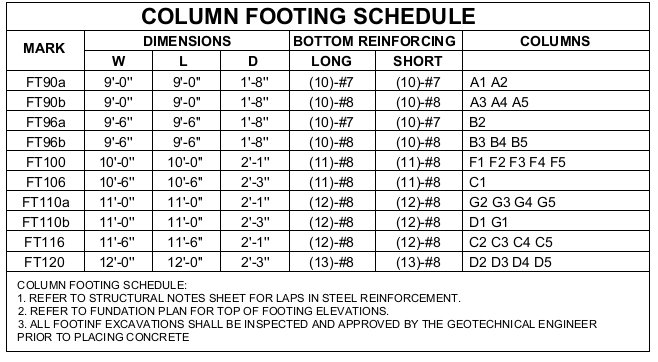 COLUMN FOOTING SCHEDULE
MARK DIMENSIONS BOTTOM REINFORCING COLUMNS
W L D LONG SHORT
FT90a 9'-0" 9'-0" 1'-8" (10)-#7 (10)-#7 A1 A2
FT90b 9'-0" 9'-0" 1'-8" (10)-#8 (10)-#8 A3 A4 A5
FT96a 9'-6" 9'-6" 1'-8" (10)-#7 (10)-#7 B2
FT96b 9'-6" 9'-6" 1'-8" (10)-#8 (10)-#8 B3 B4 B5
FT100 10'-0" 10'-0" 2'-1" (11)-#8 (11)-#8 F1 F2 F3 F4 F5
FT106 10'-6" 10'-6" 2'-3" (11)-#8 (11)-#8 C1
FT110a 11'-0" 11'-0" 2'-1" (12)-#8 (12)-#8 G2 G3 G4 G5
FT110b 11'-0" 11'-0" 2'-3" (12)-#8 (12)-#8 D1 G1
FT116 11'-6" 11'-6" 2'-1" (12)-#8 (12)-#8 C2 C3 C4 C5
FT120 12'-0" 12'-0" 2'-3" (13)-#8 (13)-#8 D2 D3 D4 D5
COLUMN FOOTING SCHEDULE:
1. REFER TO STRUCTURAL NOTES SHEET FOR LAPS IN STEEL REINFORCEMENT.
2. REFER TO FUNDATION PLAN FOR TOP OF FOOTING ELEVATIONS.
3. ALL FOOTINF EXCAVATIONS SHALL BE INSPECTED AND APPROVED BY THE GEOTECHNICAL ENGINEER
PRIOR TO PLACING CONCRETE